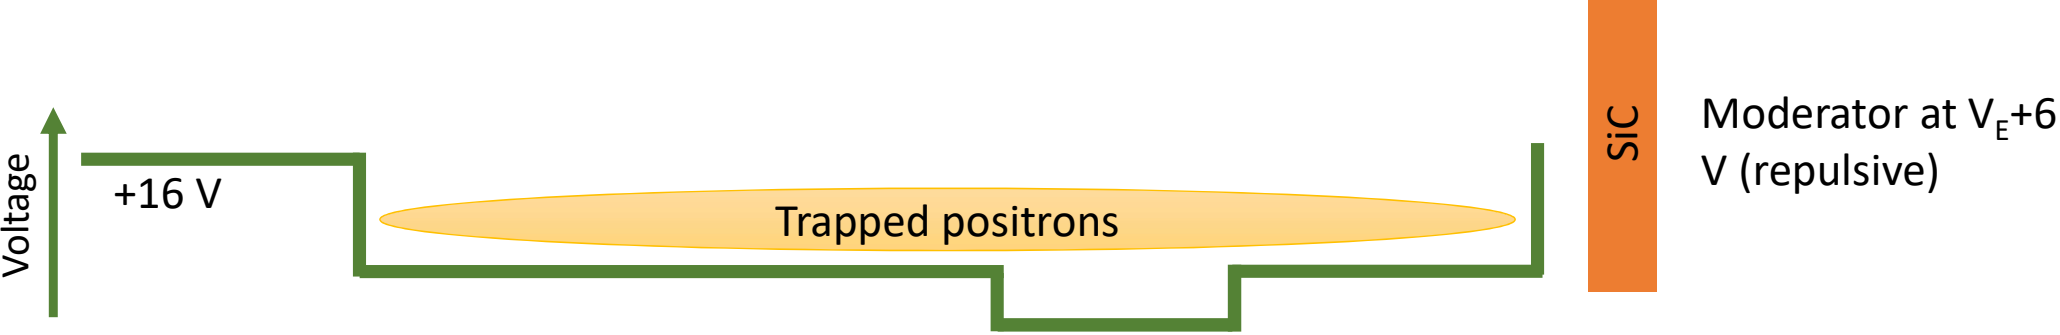 Voltage
+16 V
Trapped positrons
SiC
Moderator at VE+6
V (repulsive)